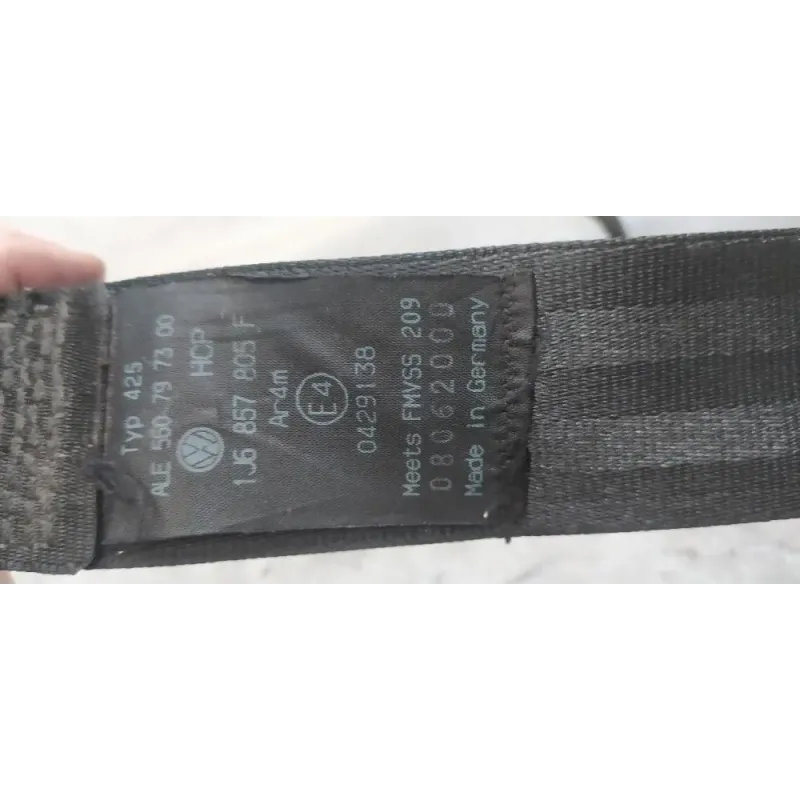 Typ 425
ALE 560 79 73 00
HCP
1J6 857 805 F
Ar4m
E4
0429138
Meets FMVSS 209
08062000
Made in Germany